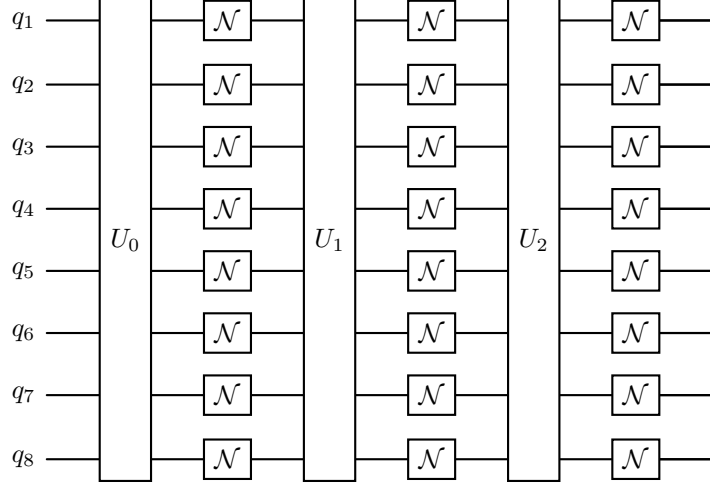 q₁ 𝒩 𝒩 𝒩
q₂ 𝒩 𝒩 𝒩
q₃ 𝒩 𝒩 𝒩
q₄ 𝒩 𝒩 𝒩
U₀ U₁ U₂
q₅ 𝒩 𝒩 𝒩
q₆ 𝒩 𝒩 𝒩
q₇ 𝒩 𝒩 𝒩
q₈ 𝒩 𝒩 𝒩